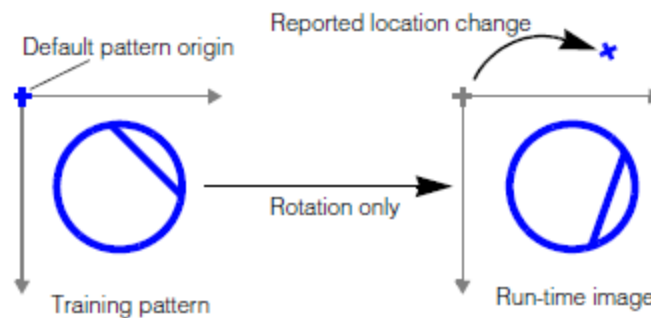 Reported location change
Default pattern origin
Rotation only
Training pattern
Run-time image